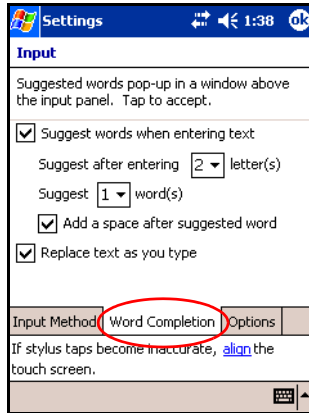 Settings 1:38 ok
Input
Suggested words pop-up in a window above
the input panel. Tap to accept.
Suggest words when entering text
Suggest after entering 2 letter(s)
Suggest 1 word(s)
Add a space after suggested word
Replace text as you type
Input Method Word Completion Options
If stylus taps become inaccurate, align the
touch screen.